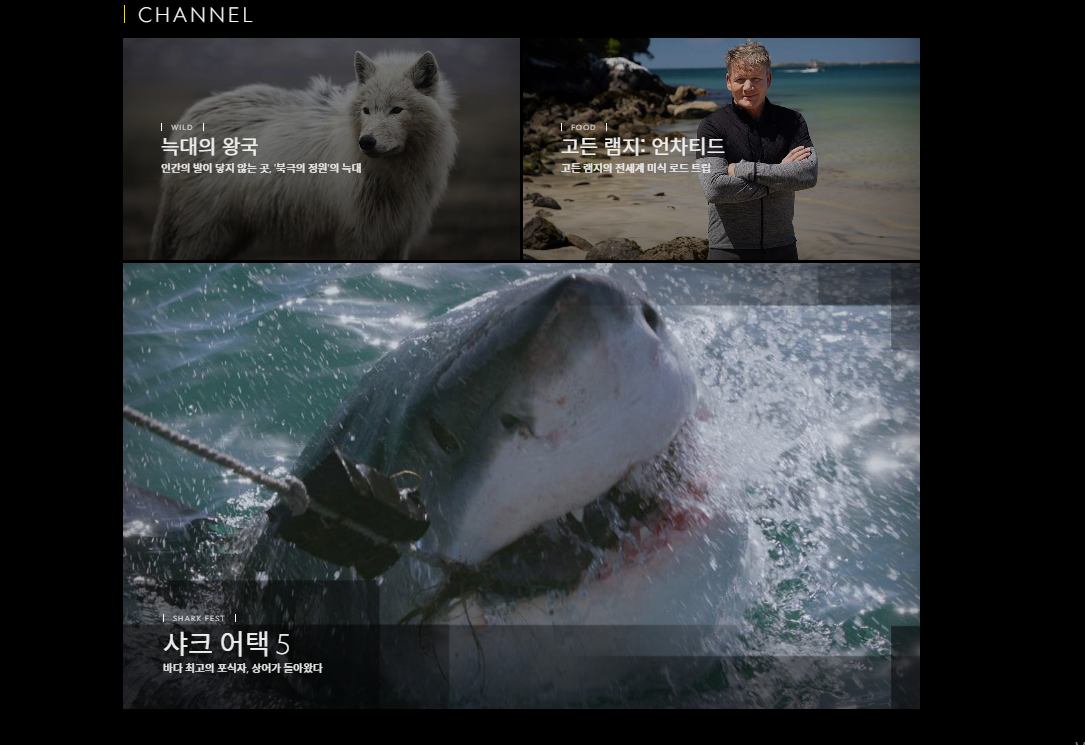 CHANNEL
WILD
늑대의 왕국
인간의 발이 닿지 않는 곳, '북극의 정원'의 늑대
FOOD
고든 램지: 언차티드
고든 램지의 전세계 미식 로드 트립
SHARK FEST
샤크 어택 5
바다 최고의 포식자, 상어가 돌아왔다